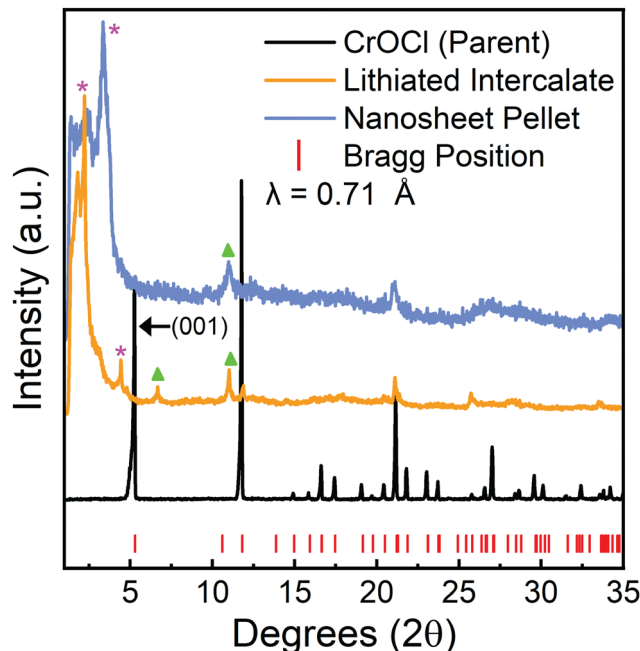 CrOCl (Parent)
Lithiated Intercalate
Nanosheet Pellet
Bragg Position
λ = 0.71 Å
(001)
*
*
*
Intensity (a.u.)
5 10 15 20 25 30 35
Degrees (2θ)